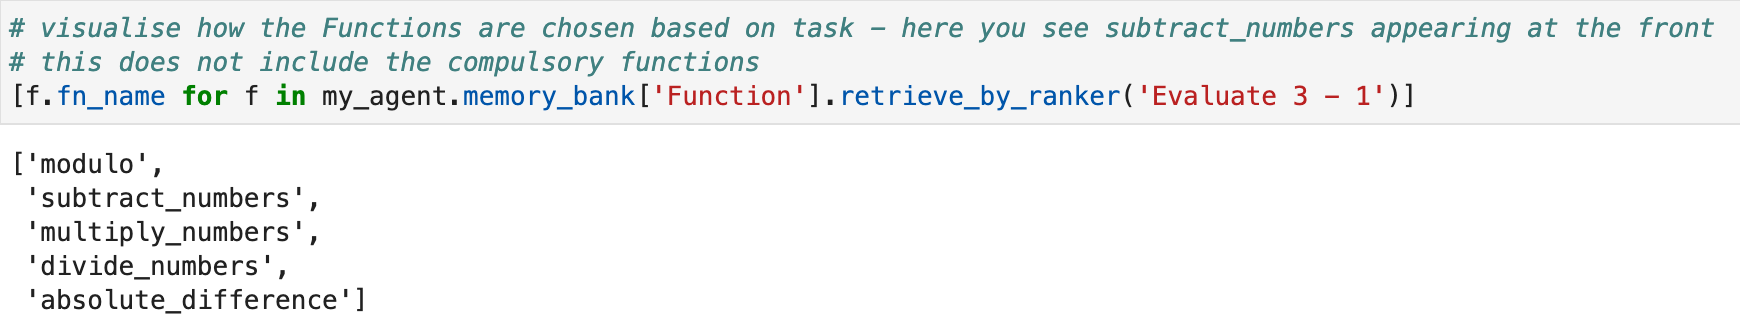 # visualise how the Functions are chosen based on task – here you see subtract_numbers appearing at the front
# this does not include the compulsory functions
[f.fn_name for f in my_agent.memory_bank['Function'].retrieve_by_ranker('Evaluate 3 – 1')]
['modulo',
 'subtract_numbers',
 'multiply_numbers',
 'divide_numbers',
 'absolute_difference']